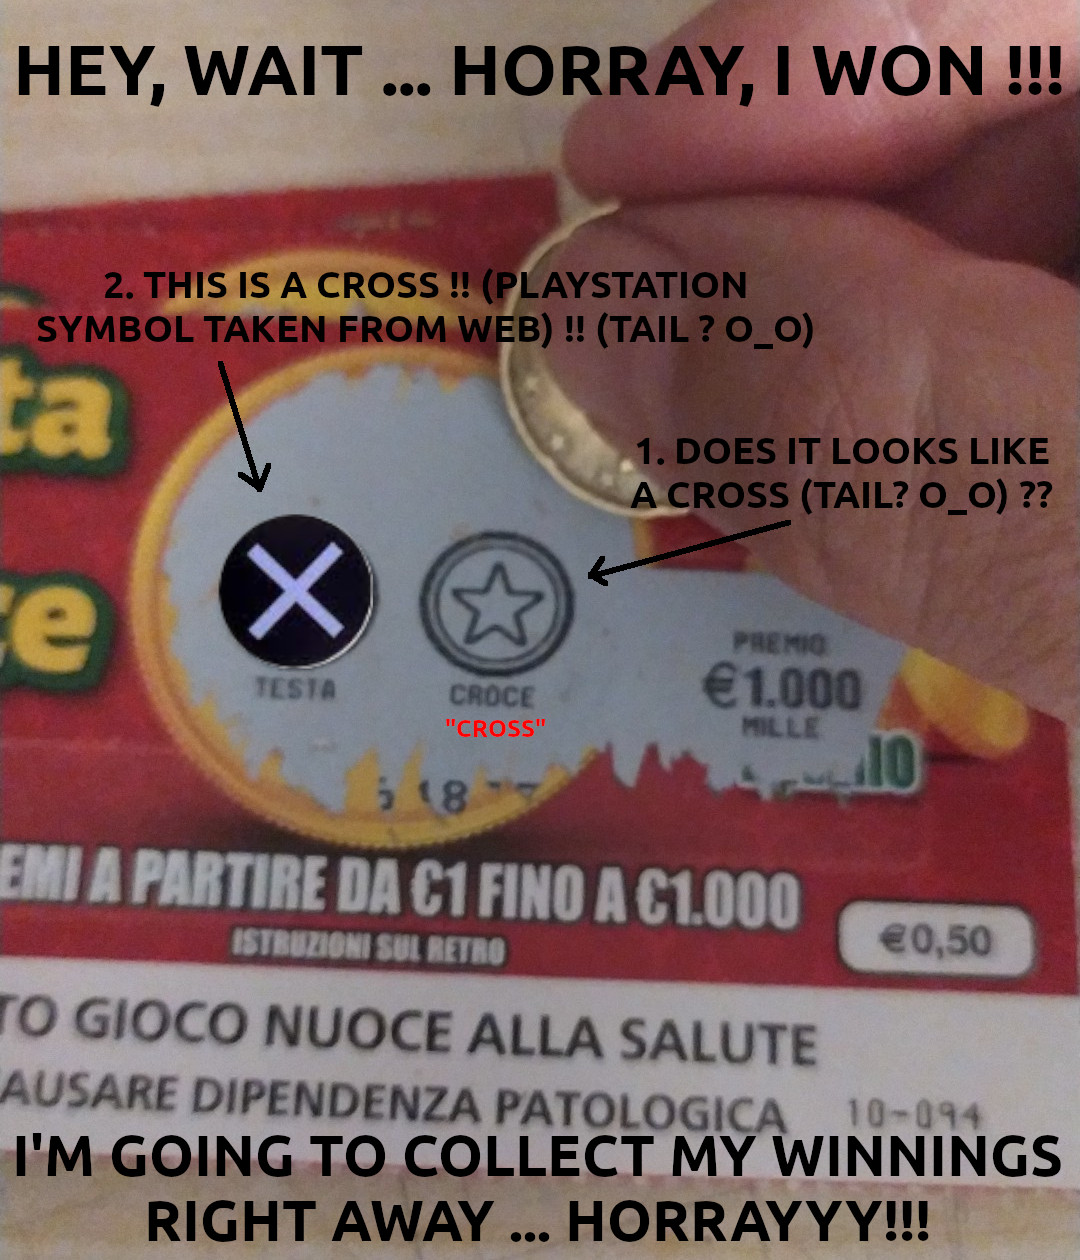 HEY, WAIT ... HORRAY, I WON !!!
2. THIS IS A CROSS !! (PLAYSTATION
SYMBOL TAKEN FROM WEB) !! (TAIL ? O_O)
ta
1. DOES IT LOOKS LIKE
A CROSS (TAIL? O_O) ??
ce
PREMIO
€1.000
MILLE
TESTA
CROCE
"CROSS"
IO
EMI A PARTIRE DA €1 FINO A €1.000
ISTRUZIONI SUL RETRO
€0,50
TO GIOCO NUOCE ALLA SALUTE
AUSARE DIPENDENZA PATOLOGICA 10-094
I'M GOING TO COLLECT MY WINNINGS
RIGHT AWAY ... HORRAYYY!!!